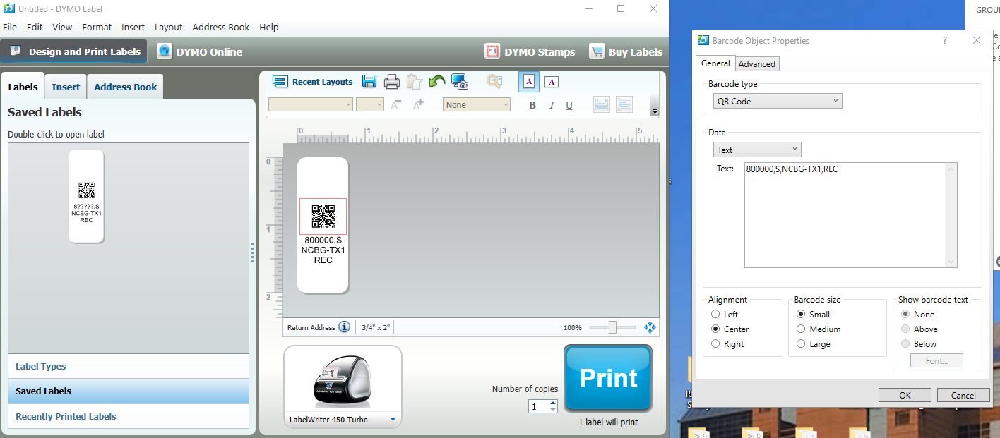 Untitled - DYMO Label
File Edit View Format Insert Layout Address Book Help
Design and Print Labels DYMO Online DYMO Stamps Buy Labels
Labels Insert Address Book
Saved Labels
Double-click to open label
8?????,S
NCBG-TX1
REC
Label Types
Saved Labels
Recently Printed Labels
Recent Layouts
A A
A A None B I U
0 1 2 3 4 5
0
1
2
800000,S
NCBG-TX1
REC
Return Address 3/4" x 2" 100%
LabelWriter 450 Turbo
Number of copies
1
Print
1 label will print
GROU
Barcode Object Properties ?
General Advanced
Barcode type
QR Code
Data
Text
Text: 800000,S,NCBG-TX1,REC
Alignment
Left
Center
Right
Barcode size
Small
Medium
Large
Show barcode text
None
Above
Below
Font...
OK Cancel